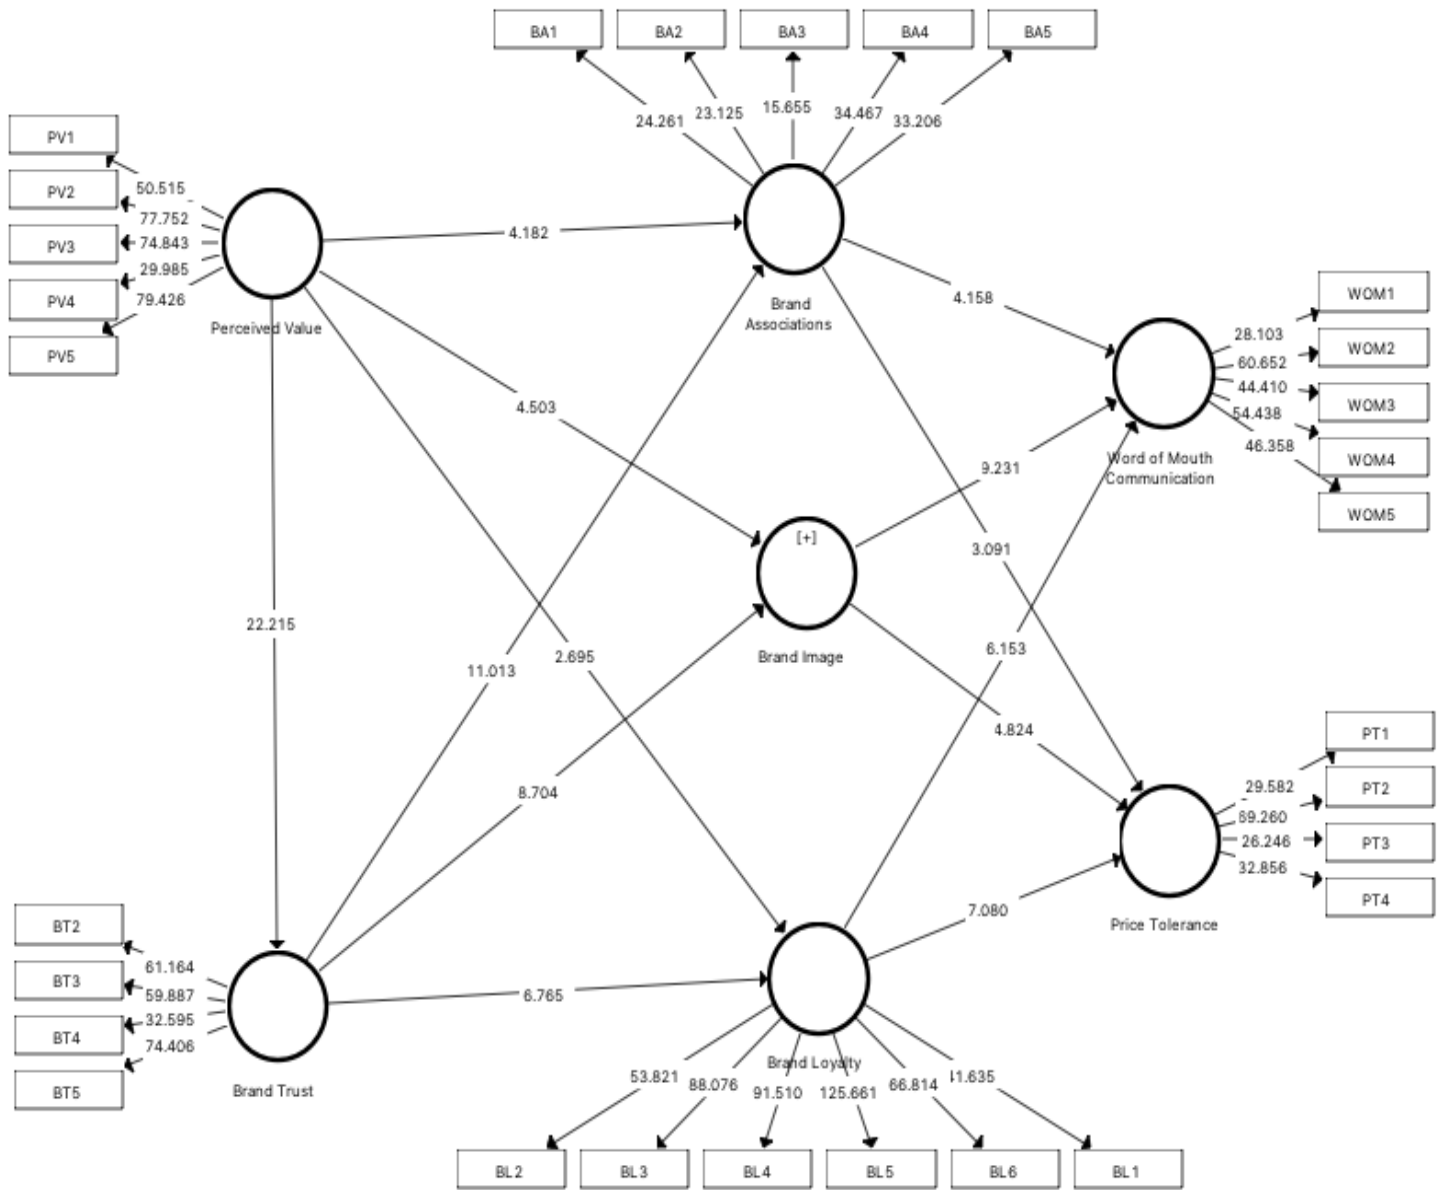 BA1 BA2 BA3 BA4 BA5
24.261 23.125 15.655 34.467 33.206
PV1
PV2
PV3
PV4
PV5
50.515
77.752
74.843
29.985
79.426
Perceived Value
4.182
Brand
Associations
4.158
WOM1
WOM2
WOM3
WOM4
WOM5
28.103
60.652
44.410
54.438
46.358
Word of Mouth
Communication
4.503
9.231
[+]
3.091
Brand Image
22.215
11.013
2.695
6.153
4.824
8.704
PT1
PT2
PT3
PT4
29.582
26.246
32.856
Price Tolerance
7.080
BT2
BT3
BT4
BT5
61.164
59.887
32.595
74.406
Brand Trust
6.765
Brand Loyalty
53.821 88.076 91.510 125.661 66.814
BL2 BL3 BL4 BL5 BL6 BL1